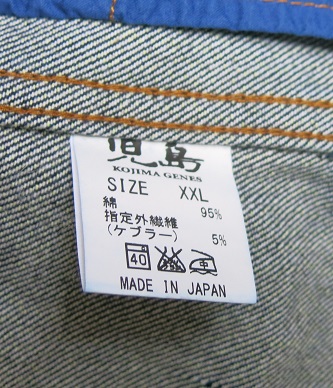 児島
KOJIMA GENES
SIZE XXL
綿 95%
指定外繊維
(ケブラー) 5%
40 中
MADE IN JAPAN